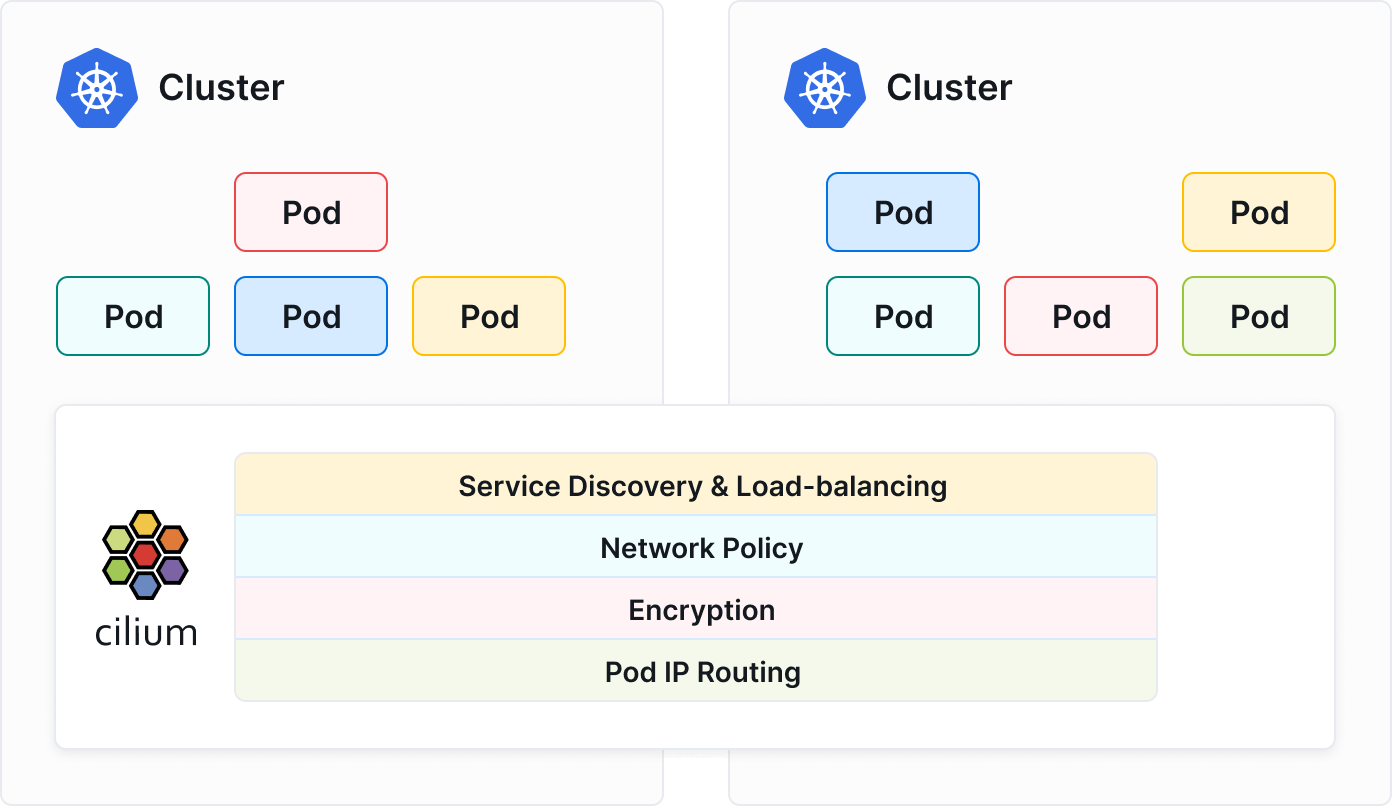 Cluster
Pod
Pod
Pod
Pod
Cluster
Pod
Pod
Pod
Pod
Pod
cilium
Service Discovery & Load-balancing
Network Policy
Encryption
Pod IP Routing